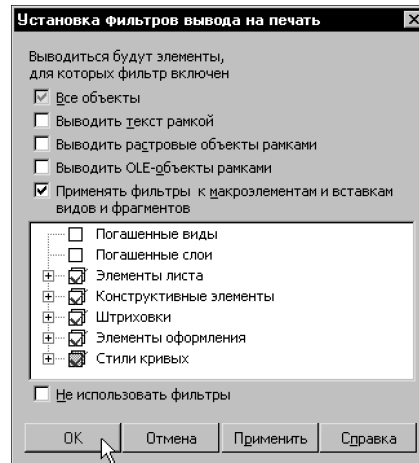 Установка фильтров вывода на печать
Выводиться будут элементы,
для которых фильтр включен
Все объекты
Выводить текст рамкой
Выводить растровые объекты рамками
Выводить OLE-объекты рамками
Применять фильтры к макроэлементам и вставкам
видов и фрагментов
Погашенные виды
Погашенные слои
Элементы листа
Конструктивные элементы
Штриховки
Элементы оформления
Стили кривых
Не использовать фильтры
OK Отмена Применить Справка